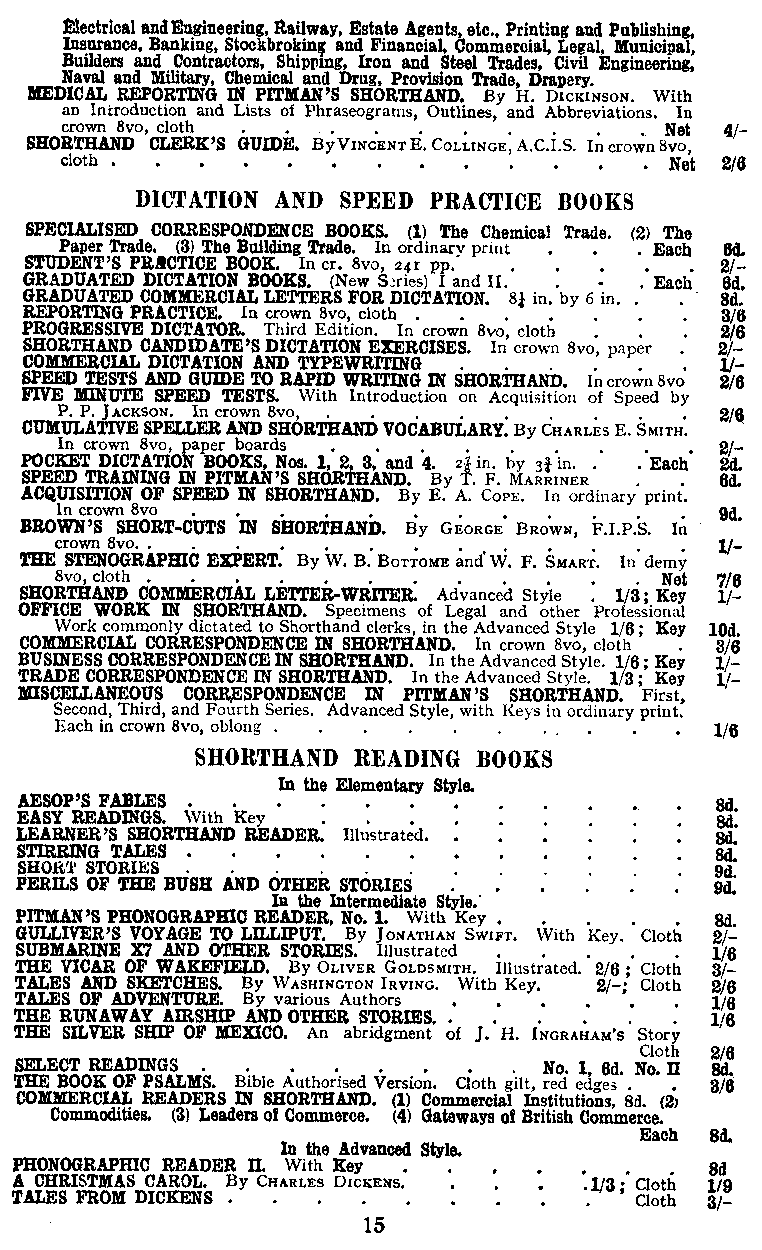 Electrical and Engineering, Railway, Estate Agents, etc., Printing and Publishing,
Insurance, Banking, Stockbroking and Financial, Commercial, Legal, Municipal,
Builders and Contractors, Shipping, Iron and Steel Trades, Civil Engineering,
Naval and Military, Chemical and Drug, Provision Trade, Drapery.
MEDICAL REPORTING IN PITMAN'S SHORTHAND. By H. DICKINSON. With
an Introduction and Lists of Phraseograms, Outlines, and Abbreviations. In
crown 8vo, cloth . . . . . . . . . . Net 4/-
SHORTHAND CLERK'S GUIDE. By VINCENT E. COLLINGE, A.C.I.S. In crown 8vo,
cloth . . . . . . . . . . . . . Net 2/6
DICTATION AND SPEED PRACTICE BOOKS
SPECIALISED CORRESPONDENCE BOOKS. (1) The Chemical Trade. (2) The
Paper Trade. (3) The Building Trade. In ordinary print . . . Each 6d.
STUDENT'S PRACTICE BOOK. In cr. 8vo, 241 pp. . . . . . 2/-
GRADUATED DICTATION BOOKS. (New Series) I and II. . . . Each 6d.
GRADUATED COMMERCIAL LETTERS FOR DICTATION. 8¼ in. by 6 in. . . 8d.
REPORTING PRACTICE. In crown 8vo, cloth . . . . . . . 3/6
PROGRESSIVE DICTATOR. Third Edition. In crown 8vo, cloth . . . 2/6
SHORTHAND CANDIDATE'S DICTATION EXERCISES. In crown 8vo, paper . 2/-
COMMERCIAL DICTATION AND TYPEWRITING . . . . . . 1/-
SPEED TESTS AND GUIDE TO RAPID WRITING IN SHORTHAND. In crown 8vo 2/6
FIVE MINUTE SPEED TESTS. With Introduction on Acquisition of Speed by
P. P. JACKSON. In crown 8vo, . . . . . . . . . 2/6
CUMULATIVE SPELLER AND SHORTHAND VOCABULARY. By CHARLES E. SMITH.
In crown 8vo, paper boards . . . . . . . . . 2/-
POCKET DICTATION BOOKS, Nos. 1, 2, 3, and 4. in. by 3¾ in. . . Each 2d.
SPEED TRAINING IN PITMAN'S SHORTHAND. By T. F. MARRINER . . 6d.
ACQUISITION OF SPEED IN SHORTHAND. By E. A. COPE. In ordinary print.
In crown 8vo . . . . . . . . . . . . 9d.
BROWN'S SHORT-CUTS IN SHORTHAND. By GEORGE BROWN, F.I.P.S. In
crown 8vo. . . . . . . . . . . . . . 1/-
THE STENOGRAPHIC EXPERT. By W. B. BOTTOME and W. F. SMART. In demy
8vo, cloth . . . . . . . . . . . . Net 7/6
SHORTHAND COMMERCIAL LETTER-WRITER. Advanced Style . 1/3; Key 1/-
OFFICE WORK IN SHORTHAND. Specimens of Legal and other Professional
Work commonly dictated to Shorthand clerks, in the Advanced Style 1/6; Key 10d.
COMMERCIAL CORRESPONDENCE IN SHORTHAND. In crown 8vo, cloth . 3/6
BUSINESS CORRESPONDENCE IN SHORTHAND. In the Advanced Style. 1/6; Key 1/-
TRADE CORRESPONDENCE IN SHORTHAND. In the Advanced Style. 1/3; Key 1/-
MISCELLANEOUS CORRESPONDENCE IN PITMAN'S SHORTHAND. First,
Second, Third, and Fourth Series. Advanced Style, with Keys in ordinary print.
Each in crown 8vo, oblong . . . . . . . . . . 1/6
SHORTHAND READING BOOKS
In the Elementary Style.
AESOP'S FABLES . . . . . . . . . . . . 8d.
EASY READINGS. With Key . . . . . . . . . 8d.
LEARNER'S SHORTHAND READER. Illustrated. . . . . . . 8d.
STIRRING TALES . . . . . . . . . . . . 8d.
SHORT STORIES . . . . . . . . . . . . 9d.
PERILS OF THE BUSH AND OTHER STORIES . . . . . . 9d.
In the Intermediate Style.
PITMAN'S PHONOGRAPHIC READER, No. 1. With Key . . . . . 8d.
GULLIVER'S VOYAGE TO LILLIPUT. By JONATHAN SWIFT. With Key. Cloth 2/-
SUBMARINE X7 AND OTHER STORIES. Illustrated . . . . . 1/6
THE VICAR OF WAKEFIELD. By OLIVER GOLDSMITH. Illustrated. 2/6; Cloth 3/-
TALES AND SKETCHES. By WASHINGTON IRVING. With Key. 2/-; Cloth 2/6
TALES OF ADVENTURE. By various Authors . . . . . . 1/6
THE RUNAWAY AIRSHIP AND OTHER STORIES. . . . . . . 1/6
THE SILVER SHIP OF MEXICO. An abridgment of J. H. INGRAHAM'S Story
Cloth 2/6
SELECT READINGS . . . . . . . . No. 1, 6d. No. II 8d.
THE BOOK OF PSALMS. Bible Authorised Version. Cloth gilt, red edges . . 3/6
COMMERCIAL READERS IN SHORTHAND. (1) Commercial Institutions, 8d. (2)
Commodities. (3) Leaders of Commerce. (4) Gateways of British Commerce.
Each 8d.
In the Advanced Style.
PHONOGRAPHIC READER II. With Key . . . . . . . 8d
A CHRISTMAS CAROL. By CHARLES DICKENS. . . . . 1/3; Cloth 1/9
TALES FROM DICKENS . . . . . . . . . Cloth 3/-
15